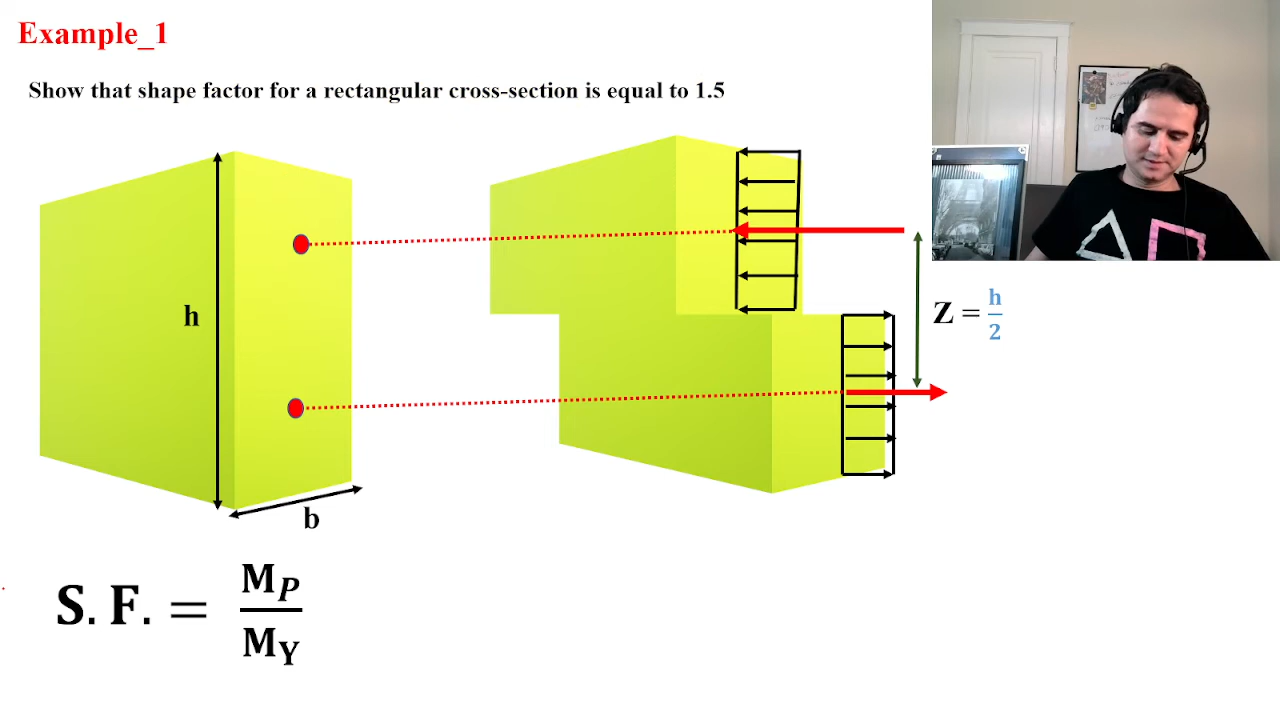 Example_1
Show that shape factor for a rectangular cross-section is equal to 1.5
h
b
Z = h/2
S. F. = M_P/M_Y